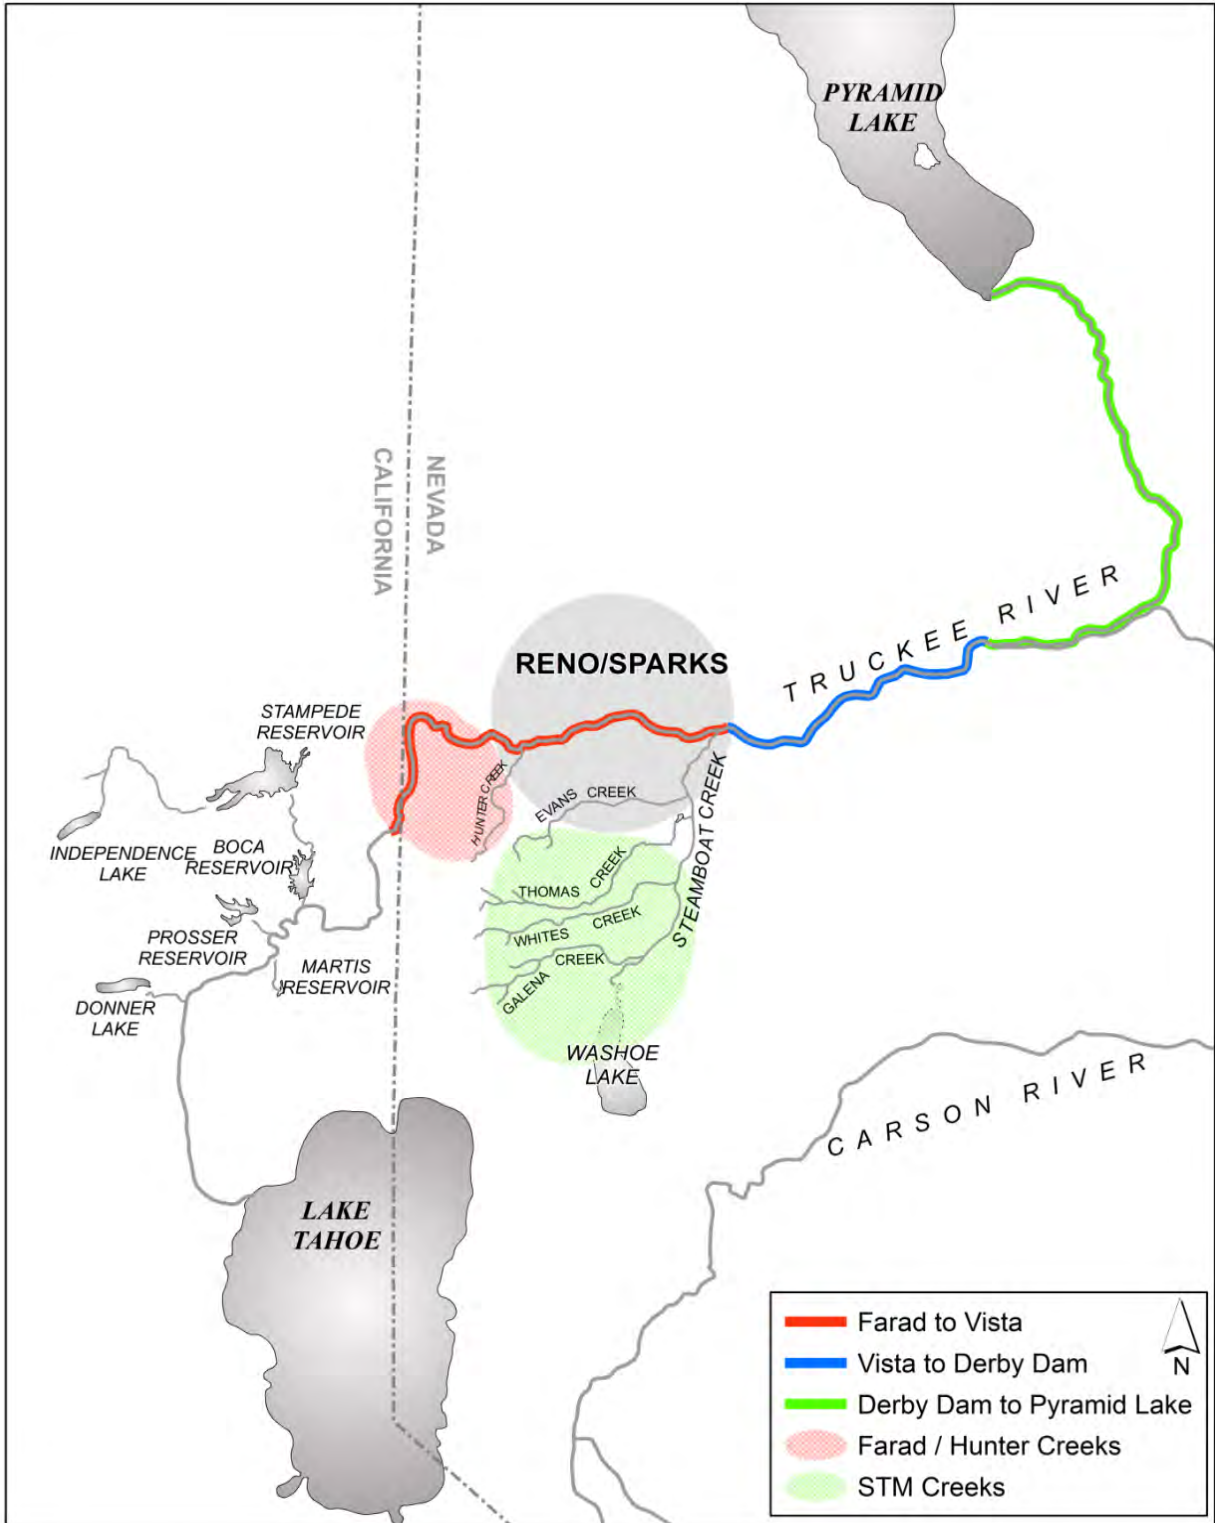 PYRAMID
LAKE
CALIFORNIA
NEVADA
TRUCKEE RIVER
RENO/SPARKS
STAMPEDE
RESERVOIR
HUNTER CREEK
EVANS CREEK
STEAMBOAT CREEK
INDEPENDENCE
LAKE
BOCA
RESERVOIR
THOMAS CREEK
WHITES CREEK
PROSSER
RESERVOIR
MARTIS
RESERVOIR
GALENA CREEK
DONNER
LAKE
WASHOE
LAKE
CARSON RIVER
LAKE
TAHOE
Farad to Vista
Vista to Derby Dam
Derby Dam to Pyramid Lake
Farad / Hunter Creeks
STM Creeks
N